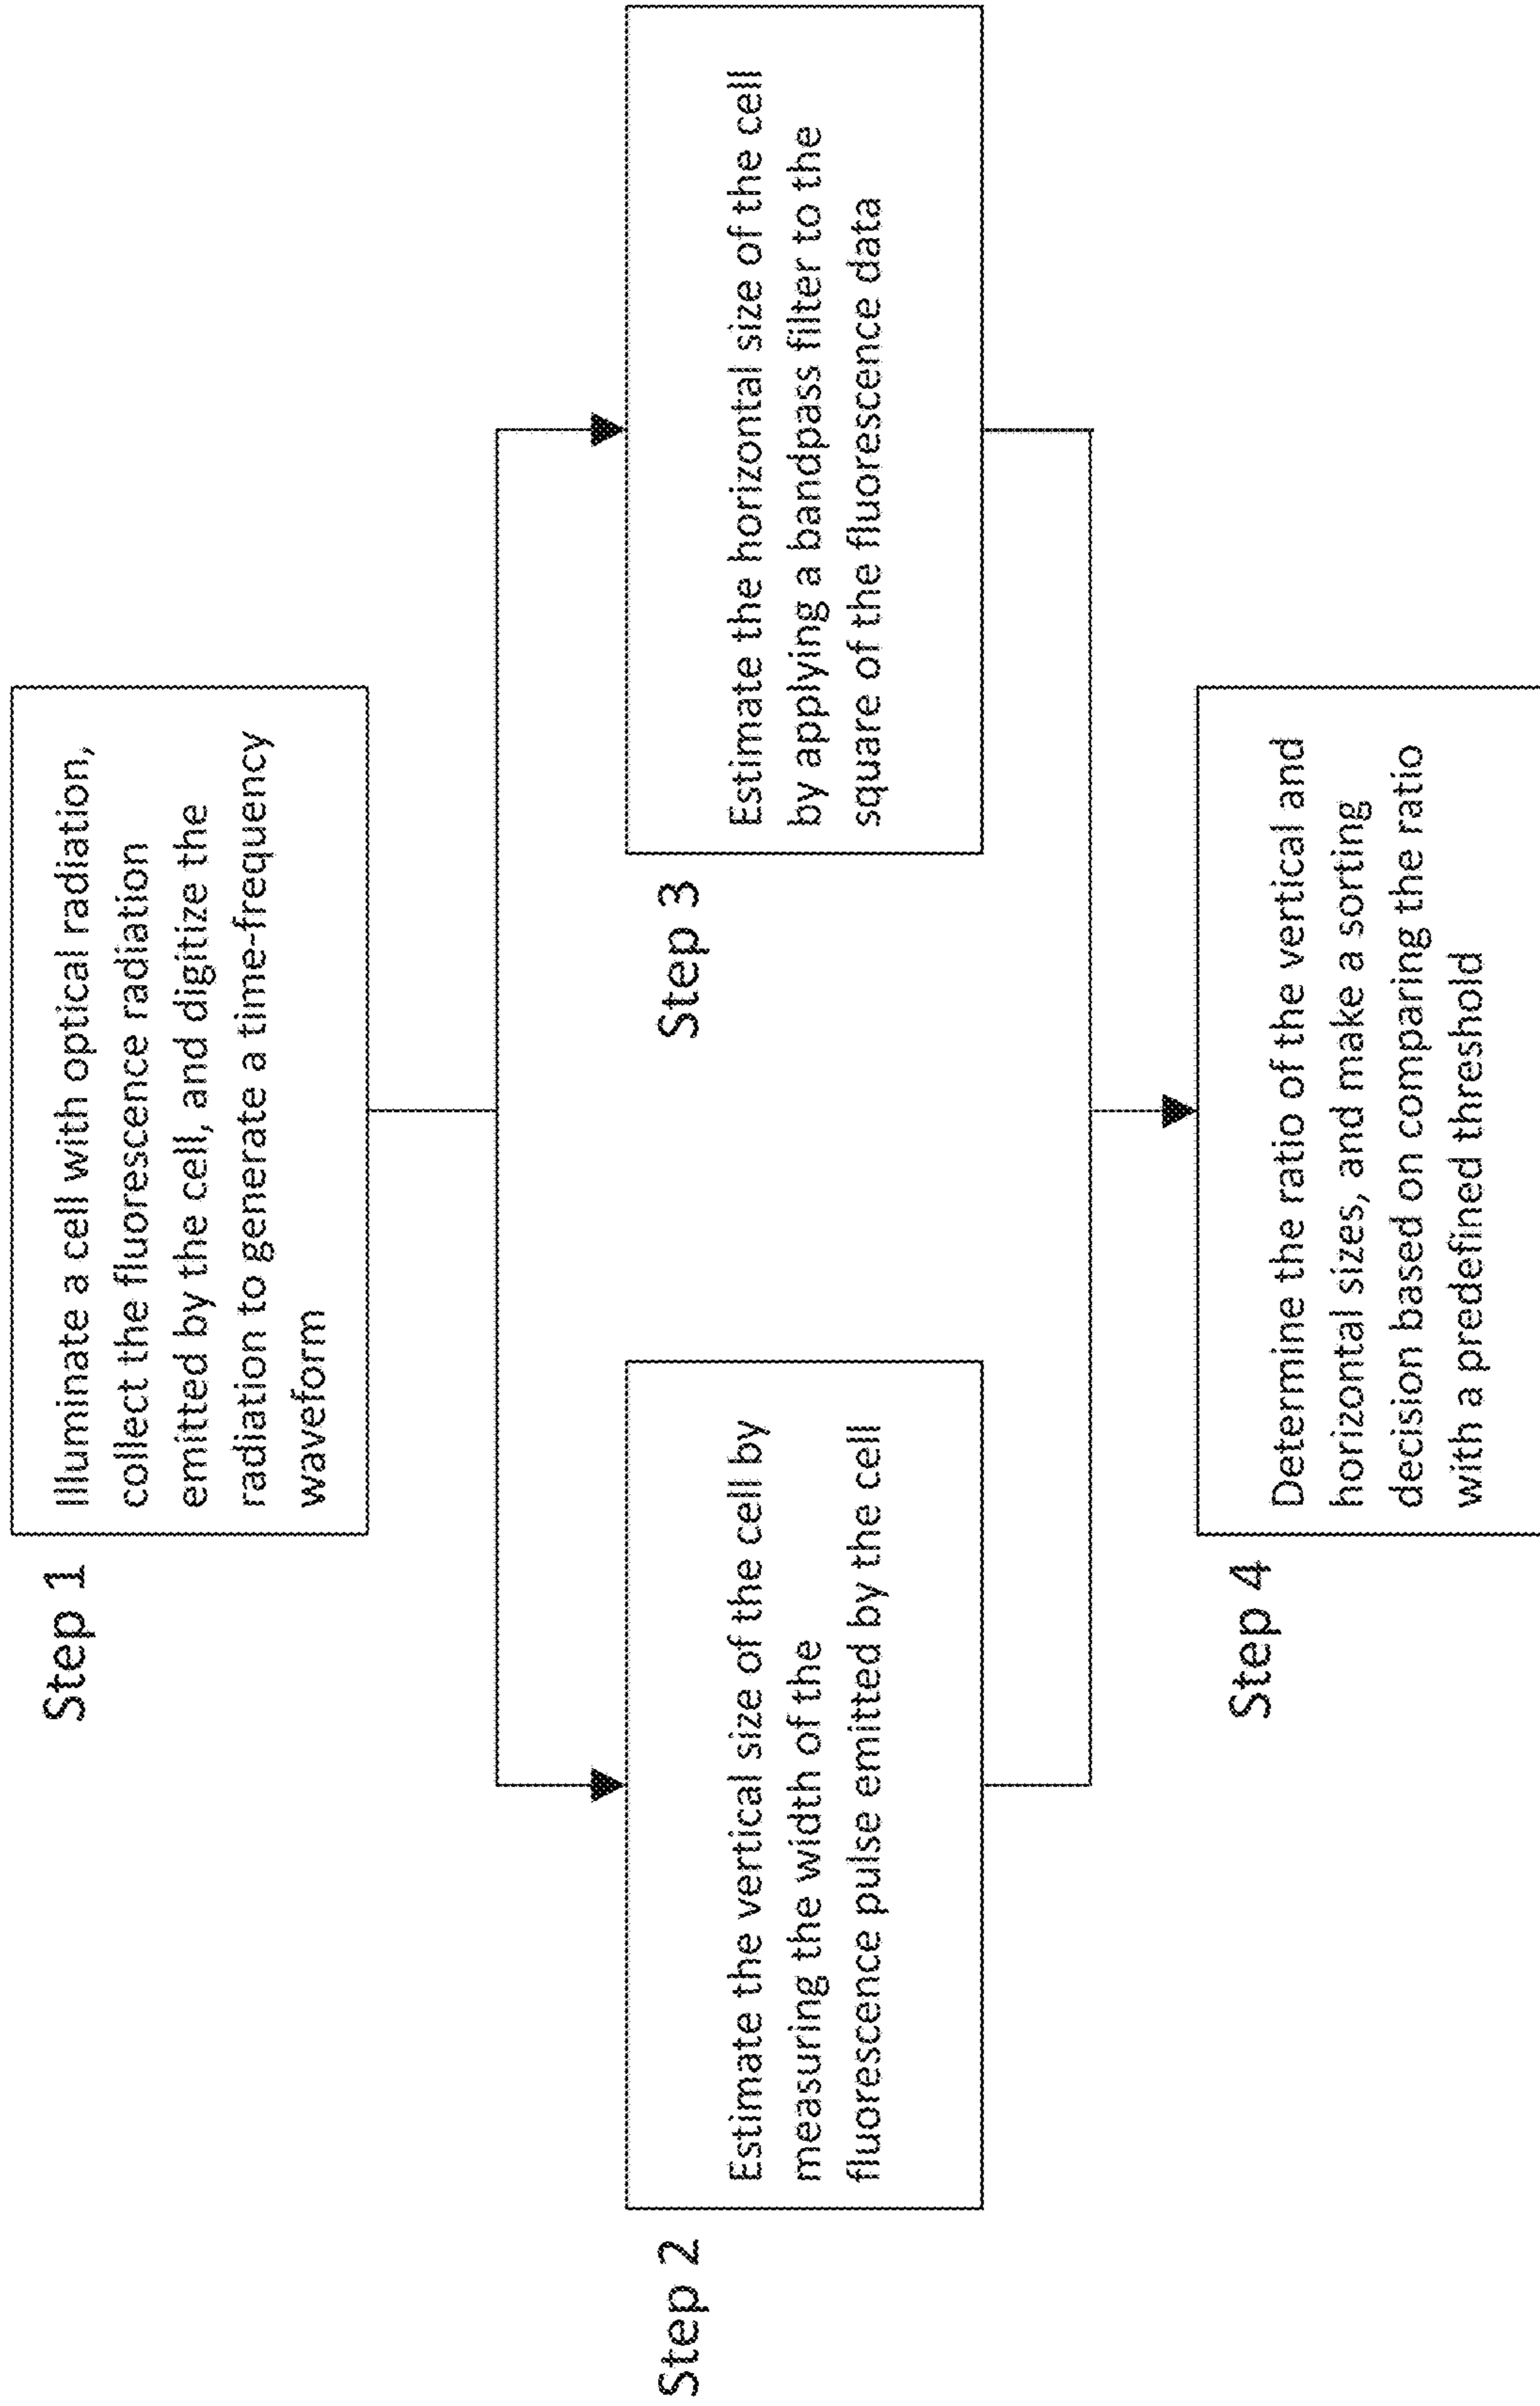 Step 1
Illuminate a cell with optical radiation,
collect the fluorescence radiation
emitted by the cell, and digitize the
radiation to generate a time-frequency
waveform
Step 2
Estimate the vertical size of the cell by
measuring the width of the
fluorescence pulse emitted by the cell
Step 3
Estimate the horizontal size of the cell
by applying a bandpass filter to the
square of the fluorescence data
Step 4
Determine the ratio of the vertical and
horizontal sizes, and make a sorting
decision based on comparing the ratio
with a predefined threshold